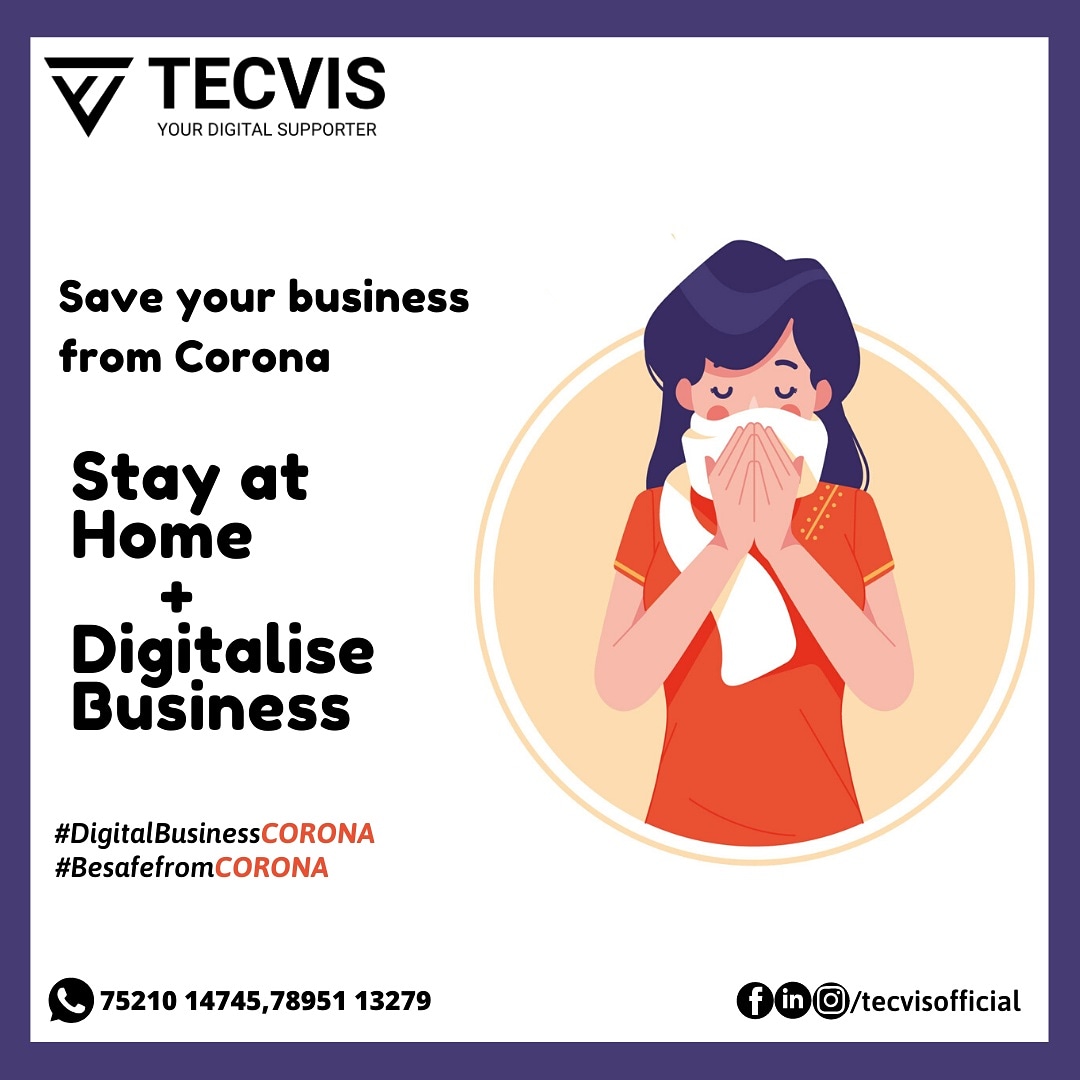 TECVIS
YOUR DIGITAL SUPPORTER
Save your business
from Corona
Stay at
Home
+
Digitalise
Business
#DigitalBusinessCORONA
#BesafefromCORONA
75210 14745,78951 13279
/tecvisofficial